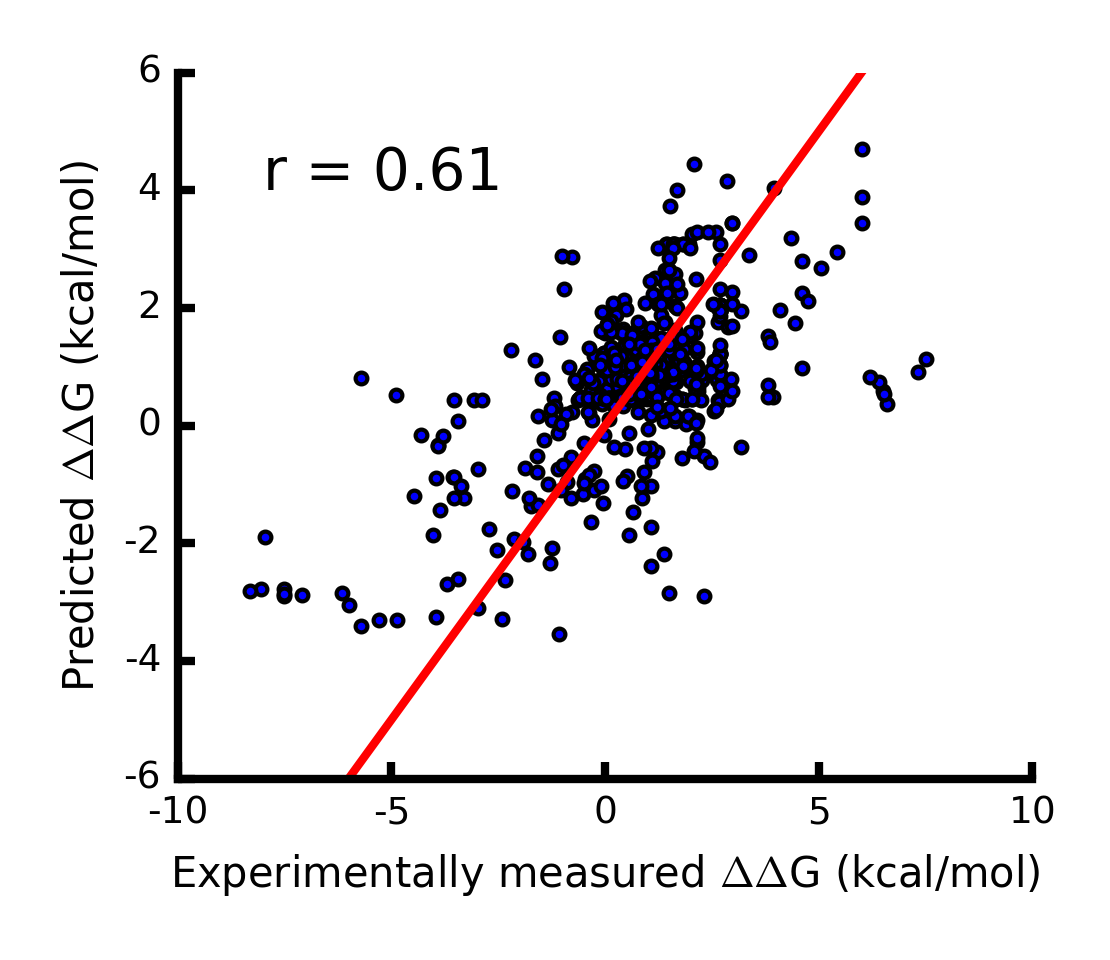 6
r = 0.61
4
2
0
-2
-4
-6
Predicted ΔΔG (kcal/mol)
-10 -5 0 5 10
Experimentally measured ΔΔG (kcal/mol)